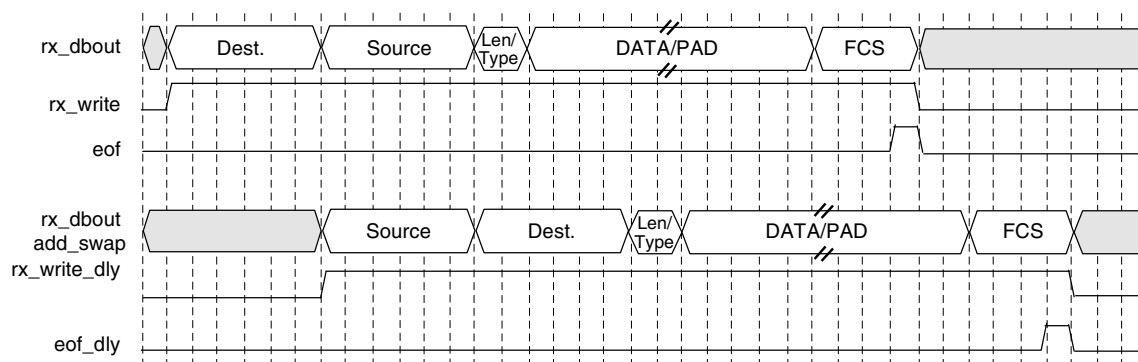 rx_dbout
Dest.
Source
Len/
Type
DATA/PAD
FCS
rx_write
eof
rx_dbout
add_swap
Source
Dest.
Len/
Type
DATA/PAD
FCS
rx_write_dly
eof_dly